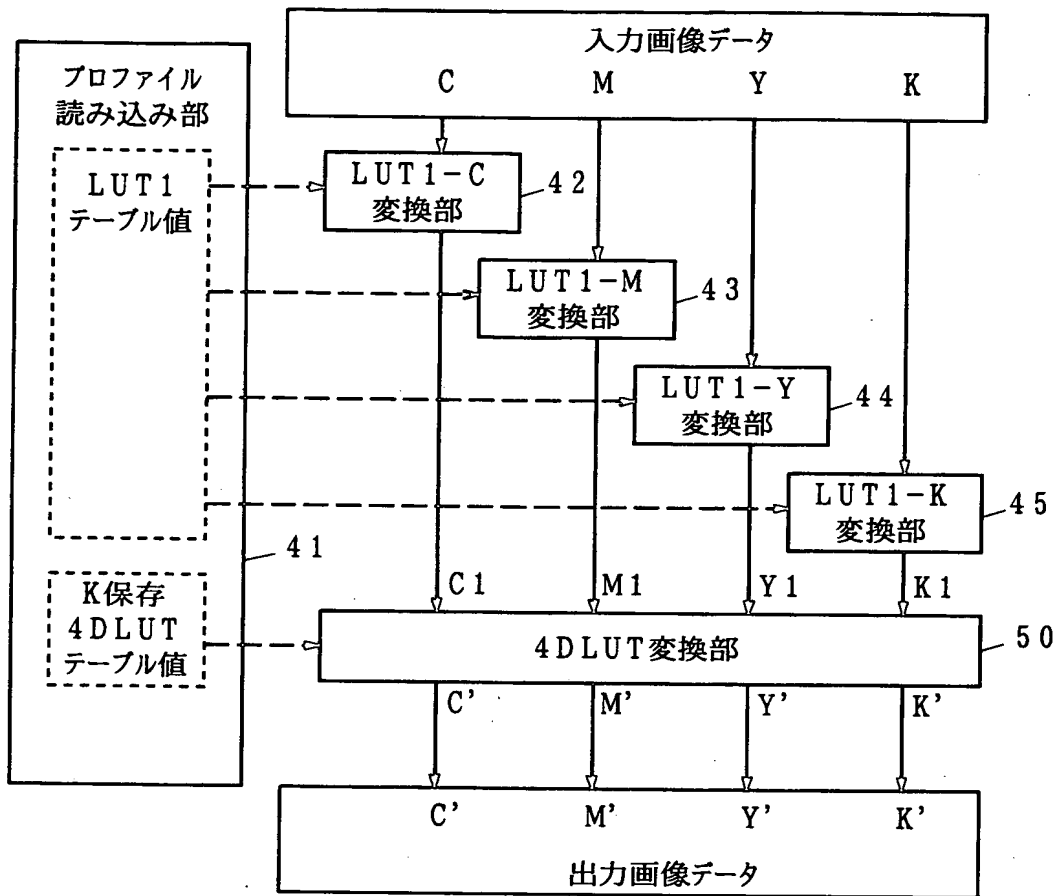 入力画像データ
C M Y K
プロファイル
読み込み部
LUT1
テーブル値
LUT1-C
変換部
42
LUT1-M
変換部
43
LUT1-Y
変換部
44
LUT1-K
変換部
45
41
K保存
4DLUT
テーブル値
C1 M1 Y1 K1
4DLUT変換部
50
C' M' Y' K'
C' M' Y' K'
出力画像データ